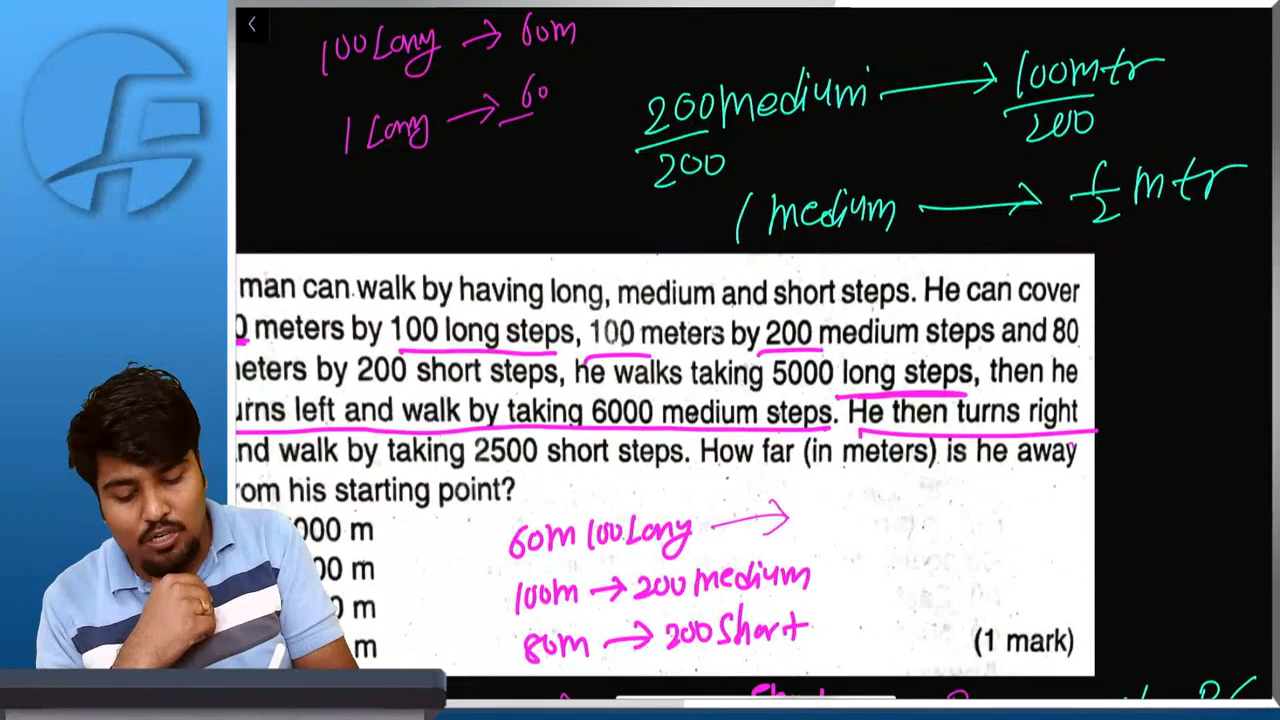 100 Long → 60m
1 Long → 60
200 medium → 100mtr
200 200
1 medium → 1/2 mtr
man can walk by having long, medium and short steps. He can cover
0 meters by 100 long steps, 100 meters by 200 medium steps and 80
eters by 200 short steps, he walks taking 5000 long steps, then he
urns left and walk by taking 6000 medium steps. He then turns right
nd walk by taking 2500 short steps. How far (in meters) is he away
om his starting point?
000 m
00 m
0 m
m
60m 100 Long →
100m → 200 medium
80m → 200 Short
(1 mark)